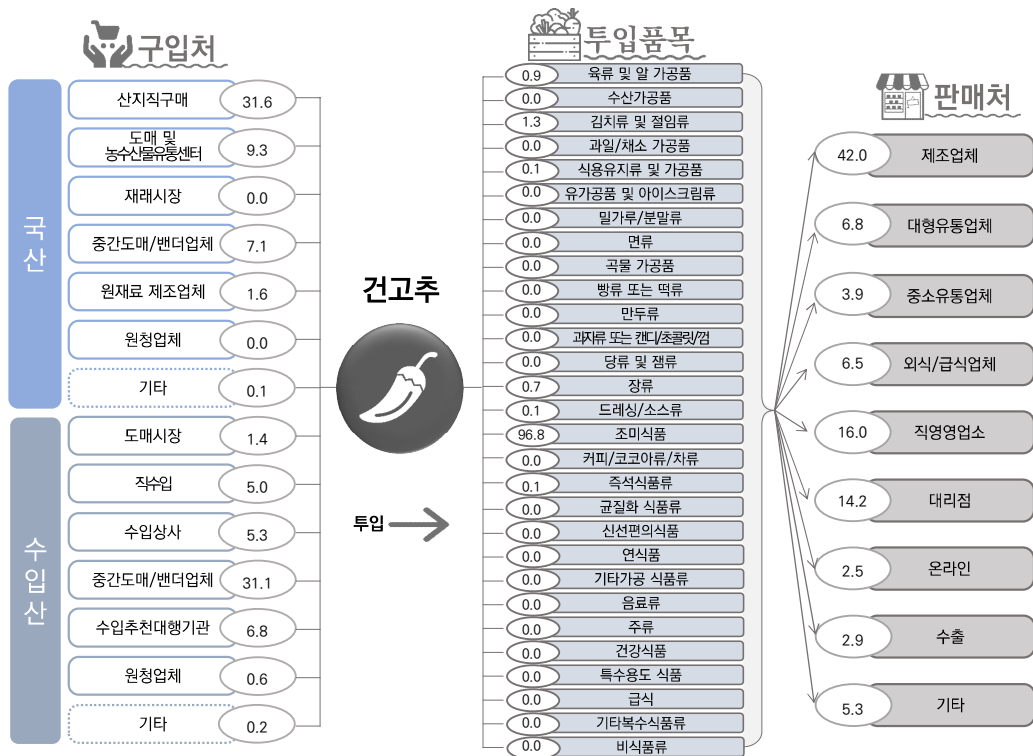 구입처
국산
산지직구매 31.6
도매 및
농수산물유통센터 9.3
재래시장 0.0
중간도매/밴더업체 7.1
원재료 제조업체 1.6
원청업체 0.0
기타 0.1
수입산
도매시장 1.4
직수입 5.0
수입상사 5.3
중간도매/밴더업체 31.1
수입추천대행기관 6.8
원청업체 0.6
기타 0.2
건고추
투입
투입품목
0.9 육류 및 알 가공품
0.0 수산가공품
1.3 김치류 및 절임류
0.0 과일/채소 가공품
0.1 식용유지류 및 가공품
0.0 유가공품 및 아이스크림류
0.0 밀가루/분말류
0.0 면류
0.0 곡물 가공품
0.0 빵류 또는 떡류
0.0 만두류
0.0 과자류 또는 캔디/초콜릿/껌
0.0 당류 및 잼류
0.7 장류
0.1 드레싱/소스류
96.8 조미식품
0.0 커피/코코아류/차류
0.1 즉석식품류
0.0 균질화 식품류
0.0 신선편의식품
0.0 연식품
0.0 기타가공 식품류
0.0 음료류
0.0 주류
0.0 건강식품
0.0 특수용도 식품
0.0 급식
0.0 기타복수식품류
0.0 비식품류
판매처
42.0 제조업체
6.8 대형유통업체
3.9 중소유통업체
6.5 외식/급식업체
16.0 직영영업소
14.2 대리점
2.5 온라인
2.9 수출
5.3 기타